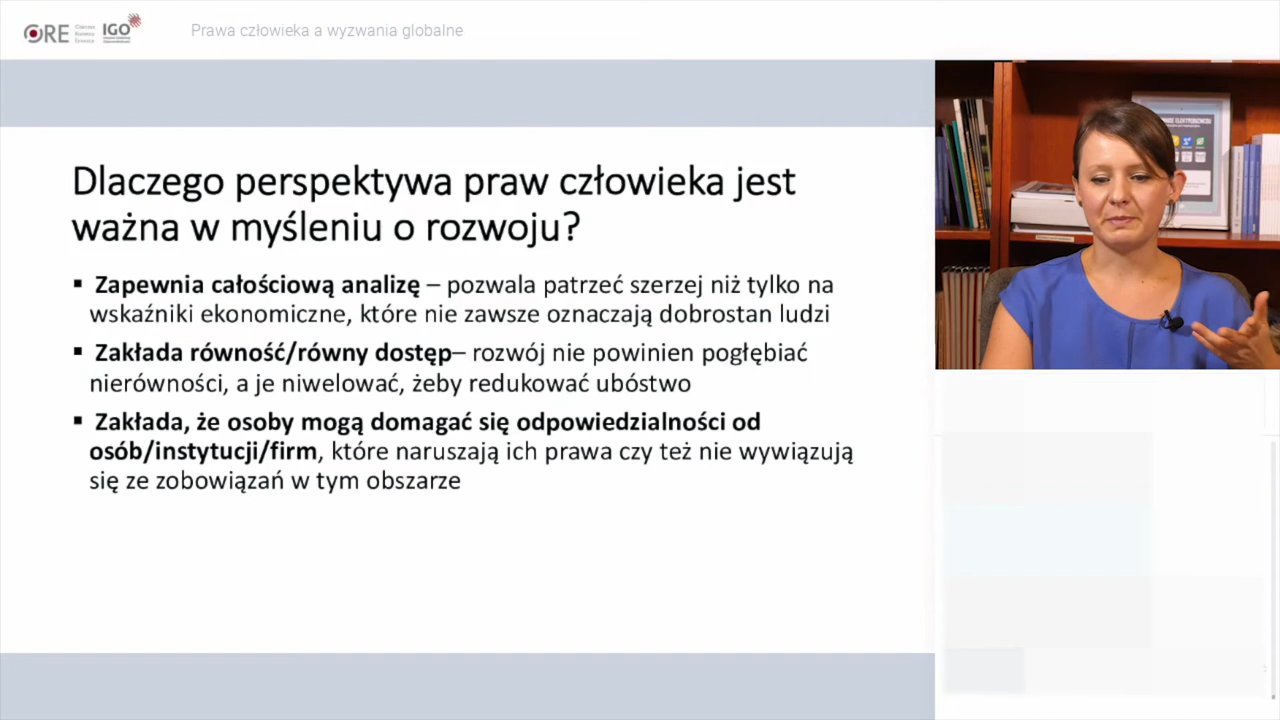 ORE
IGO
Prawa człowieka a wyzwania globalne
Dlaczego perspektywa praw człowieka jest
ważna w myśleniu o rozwoju?
▪ Zapewnia całościową analizę – pozwala patrzeć szerzej niż tylko na
wskaźniki ekonomiczne, które nie zawsze oznaczają dobrostan ludzi
▪ Zakłada równość/równy dostęp– rozwój nie powinien pogłębiać
nierówności, a je niwelować, żeby redukować ubóstwo
▪ Zakłada, że osoby mogą domagać się odpowiedzialności od
osób/instytucji/firm, które naruszają ich prawa czy też nie wywiązują
się ze zobowiązań w tym obszarze